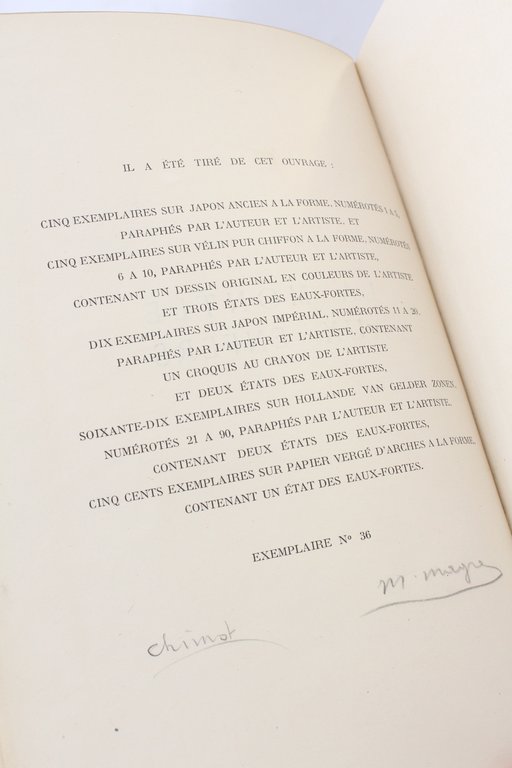 IL A ÉTÉ TIRÉ DE CET OUVRAGE :
CINQ EXEMPLAIRES SUR JAPON ANCIEN A LA FORME, NUMÉROTÉS 1 A 5,
PARAPHÉS PAR L'AUTEUR ET L'ARTISTE, ET
CINQ EXEMPLAIRES SUR VÉLIN PUR CHIFFON A LA FORME, NUMÉROTÉS
6 A 10, PARAPHÉS PAR L'AUTEUR ET L'ARTISTE,
CONTENANT UN DESSIN ORIGINAL EN COULEURS DE L'ARTISTE
ET TROIS ÉTATS DES EAUX-FORTES,
DIX EXEMPLAIRES SUR JAPON IMPÉRIAL, NUMÉROTÉS 11 A 20,
PARAPHÉS PAR L'AUTEUR ET L'ARTISTE, CONTENANT
UN CROQUIS AU CRAYON DE L'ARTISTE
ET DEUX ÉTATS DES EAUX-FORTES,
SOIXANTE-DIX EXEMPLAIRES SUR HOLLANDE VAN GELDER ZONEN,
NUMÉROTÉS 21 A 90, PARAPHÉS PAR L'AUTEUR ET L'ARTISTE,
CONTENANT DEUX ÉTATS DES EAUX-FORTES,
CINQ CENTS EXEMPLAIRES SUR PAPIER VERGÉ D'ARCHES A LA FORME,
CONTENANT UN ÉTAT DES EAUX-FORTES.
EXEMPLAIRE Nº 36
M. Magre
Chimot